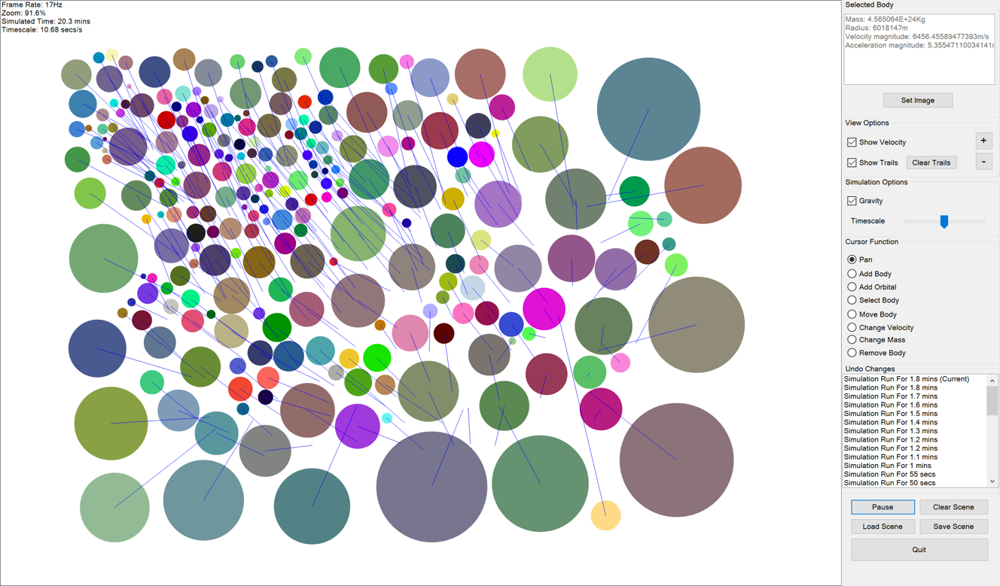 Frame Rate: 17Hz
Zoom: 91.6%
Simulated Time: 20.3 mins
Timescale: 10.68 secs/s
Selected Body
Mass: 4.565064E+24Kg
Radius: 6018147m
Velocity magnitude: 6456.45589477393m/s
Acceleration magnitude: 5.35547110034141
Set Image
View Options
Show Velocity
+
Show Trails
Clear Trails
-
Simulation Options
Gravity
Timescale
Cursor Function
Pan
Add Body
Add Orbital
Select Body
Move Body
Change Velocity
Change Mass
Remove Body
Undo Changes
Simulation Run For 1.8 mins (Current)
Simulation Run For 1.8 mins
Simulation Run For 1.7 mins
Simulation Run For 1.6 mins
Simulation Run For 1.5 mins
Simulation Run For 1.4 mins
Simulation Run For 1.3 mins
Simulation Run For 1.2 mins
Simulation Run For 1.2 mins
Simulation Run For 1.1 mins
Simulation Run For 1 mins
Simulation Run For 55 secs
Simulation Run For 50 secs
Pause
Clear Scene
Load Scene
Save Scene
Quit